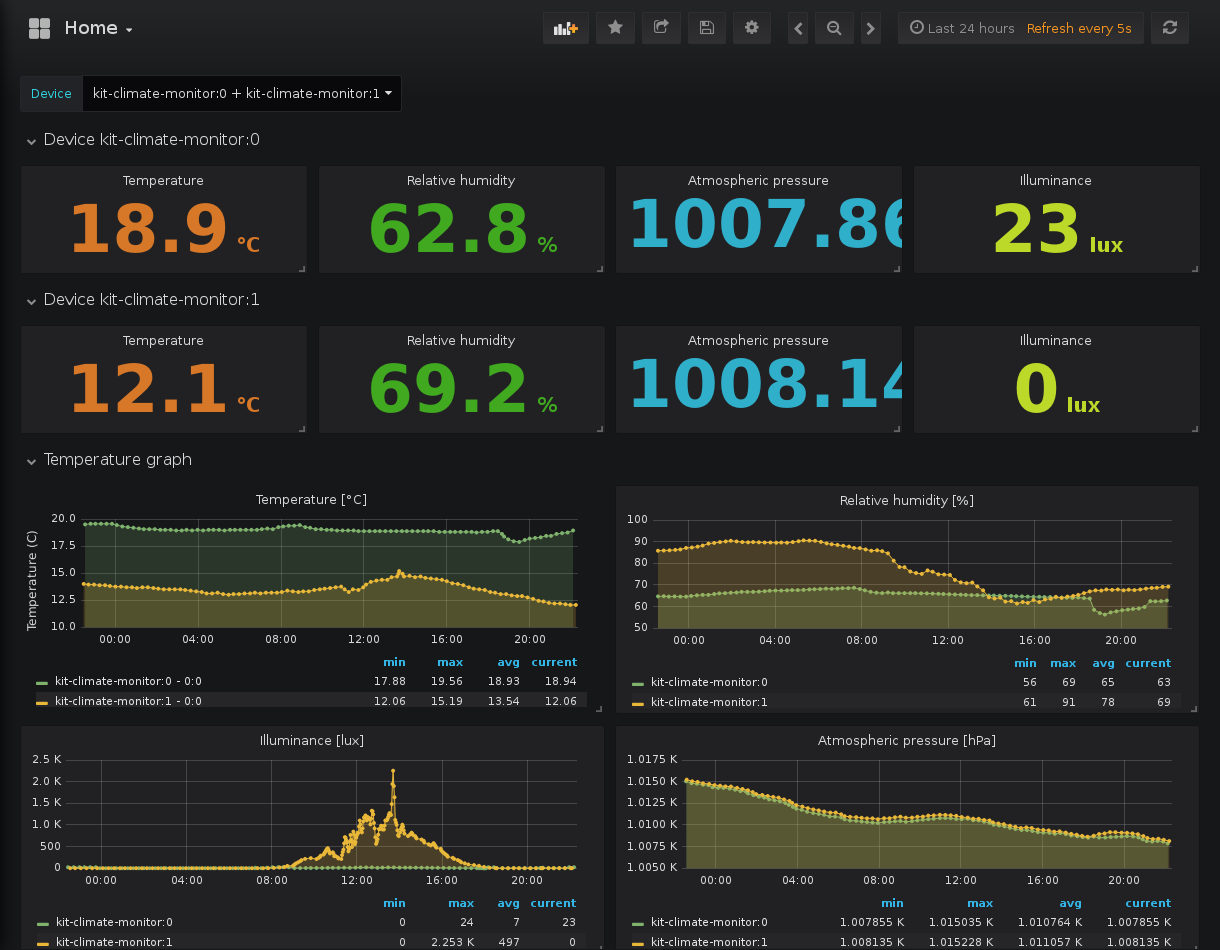 Home
Last 24 hours Refresh every 5s
Device kit-climate-monitor:0 + kit-climate-monitor:1
Device kit-climate-monitor:0
Temperature Relative humidity Atmospheric pressure Illuminance
18.9 °C 62.8 % 1007.86 23 lux
Device kit-climate-monitor:1
Temperature Relative humidity Atmospheric pressure Illuminance
12.1 °C 69.2 % 1008.14 0 lux
Temperature graph
Temperature [°C]
Temperature (C)
20.0
17.5
15.0
12.5
10.0
00:00 04:00 08:00 12:00 16:00 20:00
min max avg current
kit-climate-monitor:0 - 0:0 17.88 19.56 18.93 18.94
kit-climate-monitor:1 - 0:0 12.06 15.19 13.54 12.06
Relative humidity [%]
100
90
80
70
60
50
00:00 04:00 08:00 12:00 16:00 20:00
min max avg current
kit-climate-monitor:0 56 69 65 63
kit-climate-monitor:1 61 91 78 69
Illuminance [lux]
2.5 K
2.0 K
1.5 K
1.0 K
500
0
00:00 04:00 08:00 12:00 16:00 20:00
min max avg current
kit-climate-monitor:0 0 24 7 23
kit-climate-monitor:1 0 2.253 K 497 0
Atmospheric pressure [hPa]
1.0175 K
1.0150 K
1.0125 K
1.0100 K
1.0075 K
1.0050 K
00:00 04:00 08:00 12:00 16:00 20:00
min max avg current
kit-climate-monitor:0 1.007855 K 1.015035 K 1.010764 K 1.007855 K
kit-climate-monitor:1 1.008135 K 1.015228 K 1.011057 K 1.008135 K